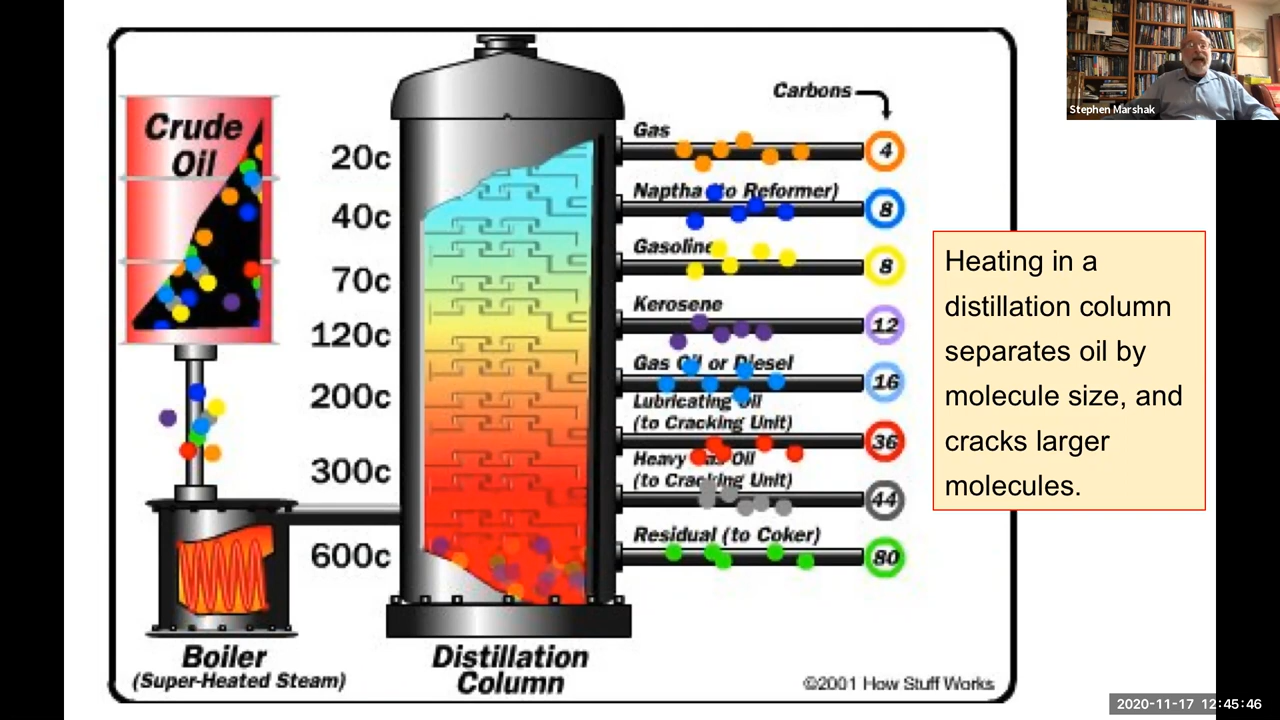 Stephen Marshak
Crude
Oil
Carbons
20c
40c
70c
120c
200c
300c
600c
Gas
4
Naptha (to Reformer)
8
Gasoline
8
Kerosene
12
Gas Oil or Diesel
16
Lubricating Oil
(to Cracking Unit)
36
Heavy Gas Oil
(to Cracking Unit)
44
Residual (to Coker)
80
Heating in a
distillation column
separates oil by
molecule size, and
cracks larger
molecules.
Boiler
(Super-Heated Steam)
Distillation
Column
©2001 How Stuff Works
2020-11-17 12:45:46